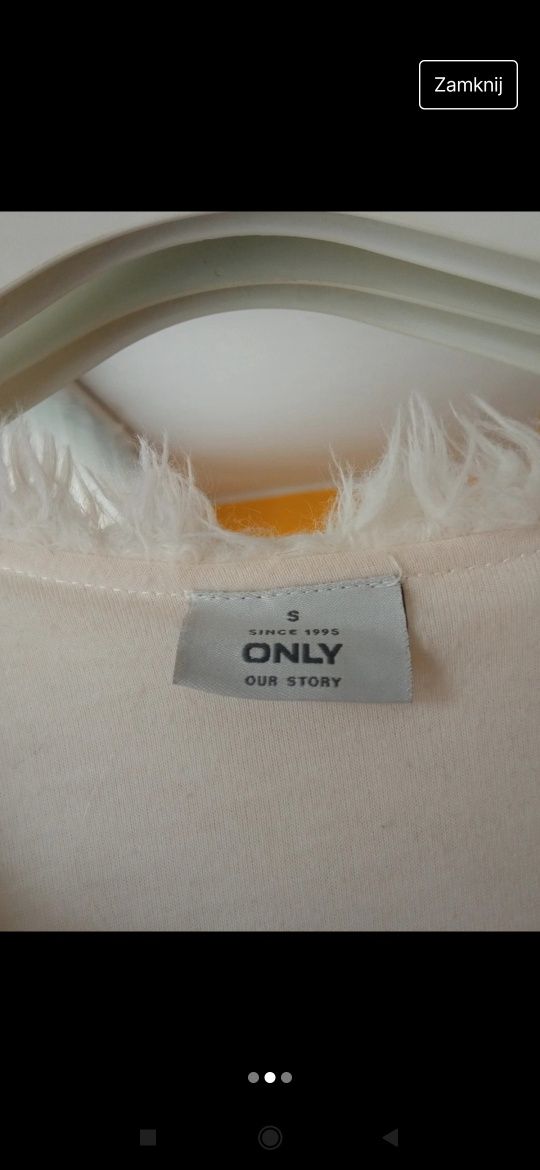 Zamknij
S
SINCE 1995
ONLY
OUR STORY